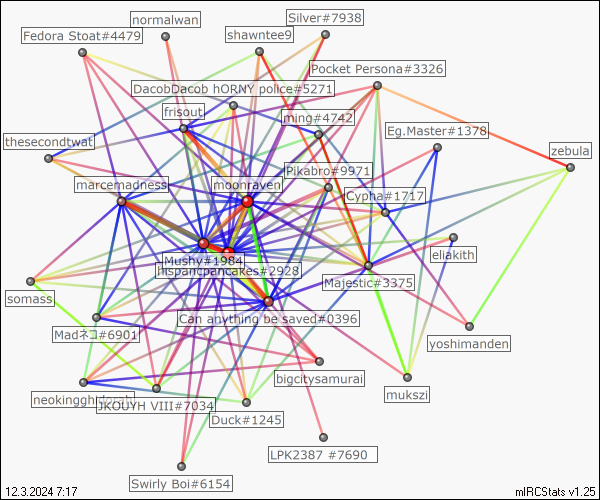 normalwan
Silver#7938
Fedora Stoat#4479
shawntee9
Pocket Persona#3326
DacobDacob hORNY police#5271
frisout
ming#4742
Eg.Master#1378
thesecondtwat
zebula
Pikabro#9971
marcemadness
moonraven
Cypha#1717
eliakith
Mushy#1984
hispancpancakes#2928
Majestic#3375
somass
Can anything be saved#0396
Madネコ#6901
yoshimanden
bigcitysamurai
mukszi
JKOUYH VIII#7034
Duck#1245
LPK2387 #7690
Swirly Boi#6154
12.3.2024 7:17
mIRCStats v1.25